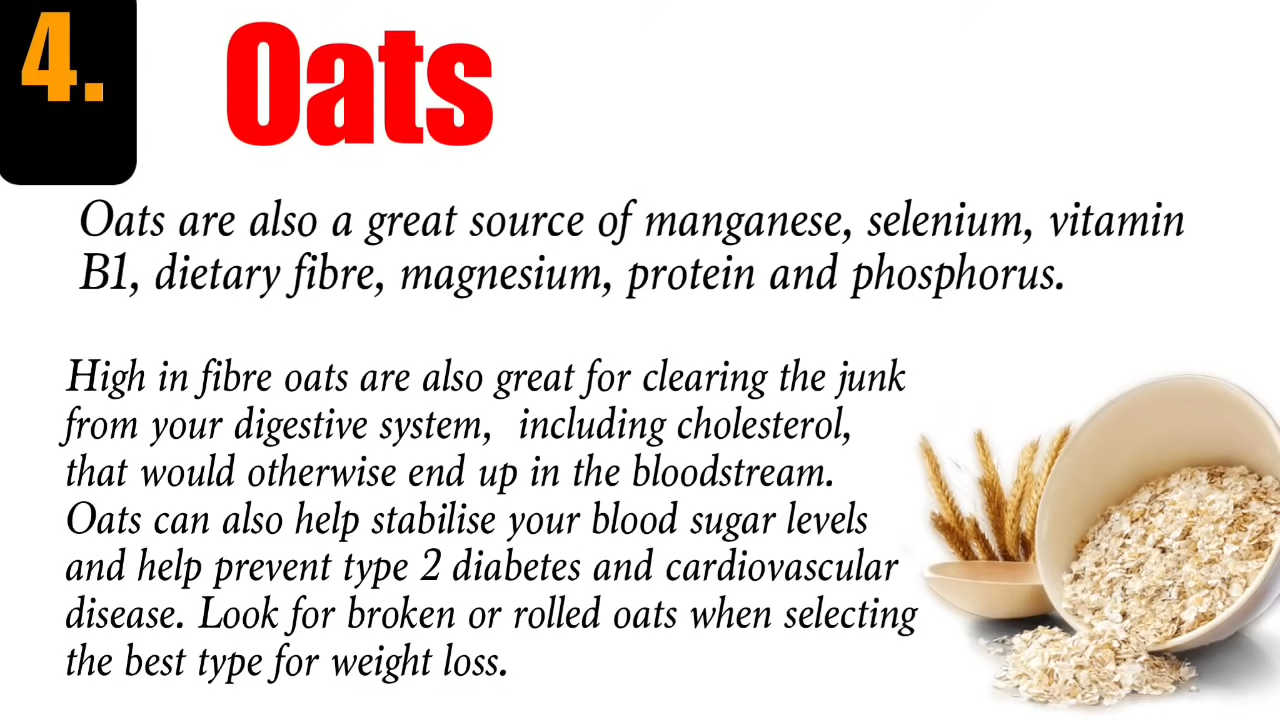 4.
Oats
Oats are also a great source of manganese, selenium, vitamin
B1, dietary fibre, magnesium, protein and phosphorus.
High in fibre oats are also great for clearing the junk
from your digestive system,  including cholesterol,
that would otherwise end up in the bloodstream.
Oats can also help stabilise your blood sugar levels
and help prevent type 2 diabetes and cardiovascular
disease. Look for broken or rolled oats when selecting
the best type for weight loss.